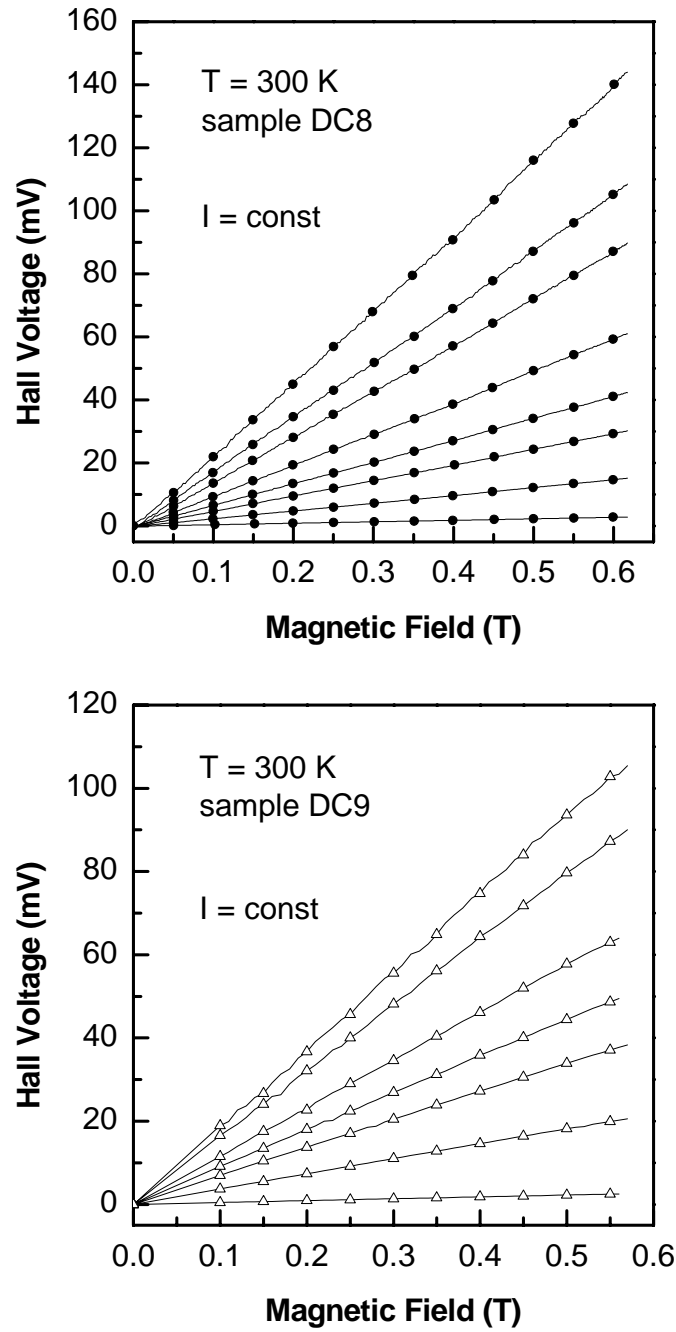 160
140
120
100
80
60
40
20
0
Hall Voltage (mV)
T = 300 K
sample DC8
I = const
0.0 0.1 0.2 0.3 0.4 0.5 0.6
Magnetic Field (T)
120
100
80
60
40
20
0
Hall Voltage (mV)
T = 300 K
sample DC9
I = const
0.0 0.1 0.2 0.3 0.4 0.5 0.6
Magnetic Field (T)